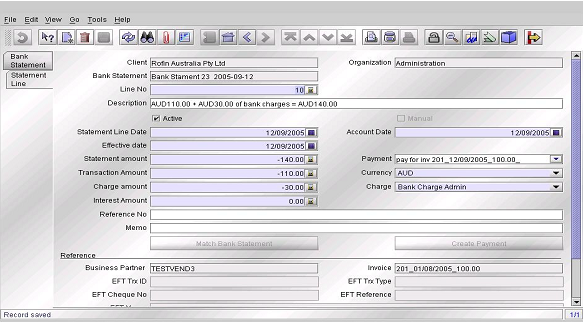 File Edit View Go Tools Help
Bank Statement
Statement Line
Client Rofin Australia Pty Ltd Organization Administration
Bank Statement Bank Stament 23 2005-09-12
Line No 10
Description AUD110.00 + AUD30.00 of bank charges = AUD140.00
Active Manual
Statement Line Date 12/09/2005 Account Date 12/09/2005
Effective date 12/09/2005
Statement amount -140.00 Payment pay for inv 201_12/09/2005_100.00_
Transaction Amount -110.00 Currency AUD
Charge amount -30.00 Charge Bank Charge Admin
Interest Amount 0.00
Reference No
Memo
Match Bank Statement Create Payment
Reference
Business Partner TESTVEND3 Invoice 201_01/08/2005_100.00
EFT Trx ID EFT Trx Type
EFT Cheque No EFT Reference
Record saved 1/1